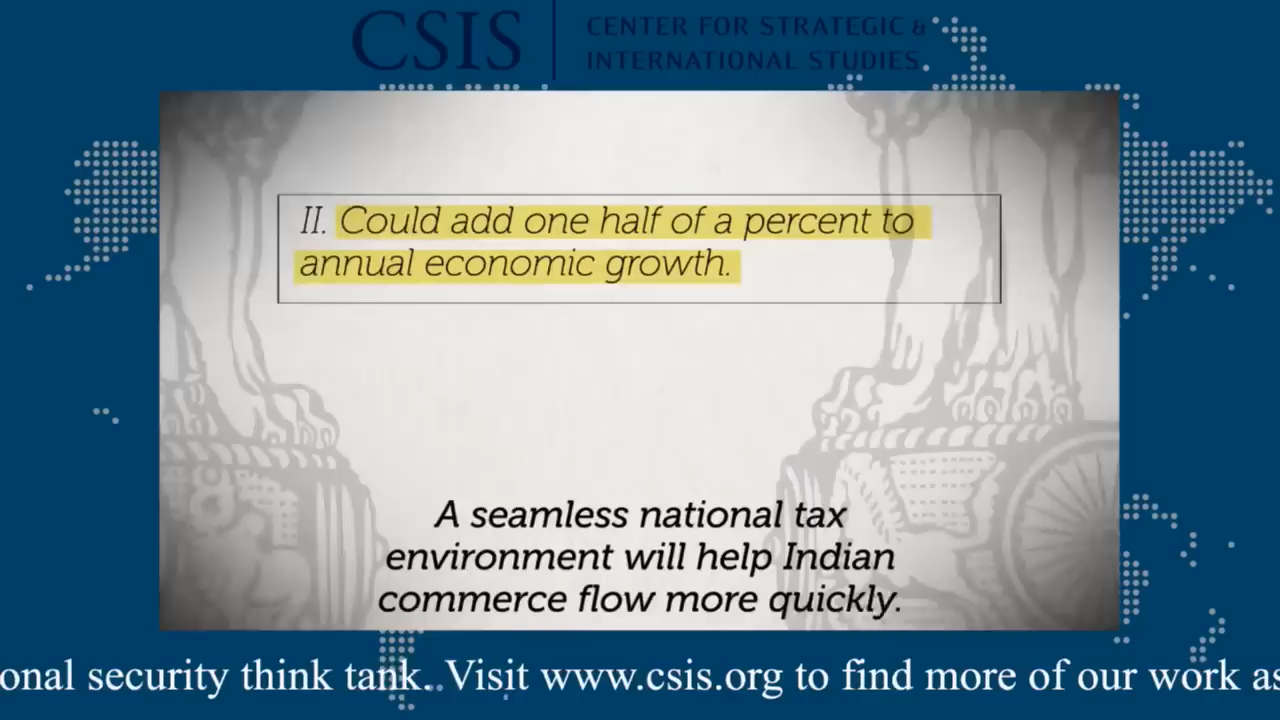 CSIS
CENTER FOR STRATEGIC &
INTERNATIONAL STUDIES
II. Could add one half of a percent to
annual economic growth.
A seamless national tax
environment will help Indian
commerce flow more quickly.
onal security think tank. Visit www.csis.org to find more of our work as